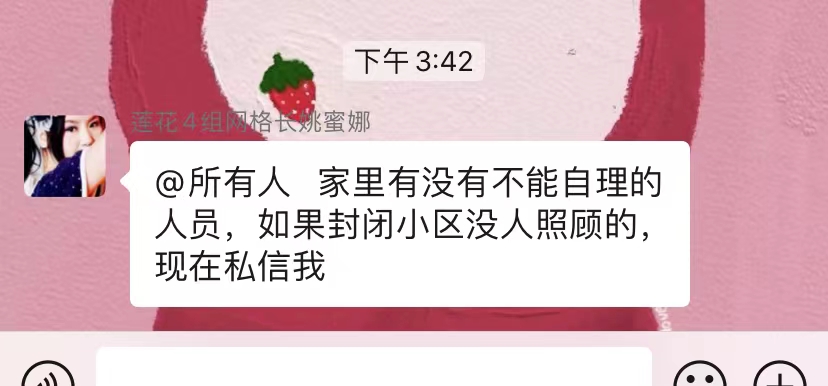 下午 3:42
莲花4组网格长姚蜜娜
@所有人 家里有没有不能自理的
人员，如果封闭小区没人照顾的，
现在私信我